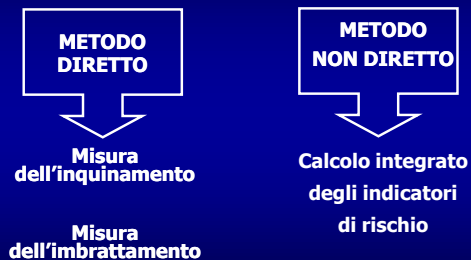 METODO
DIRETTO
Misura
dell'inquinamento
Misura
dell'imbrattamento
METODO
NON DIRETTO
Calcolo integrato
degli indicatori
di rischio